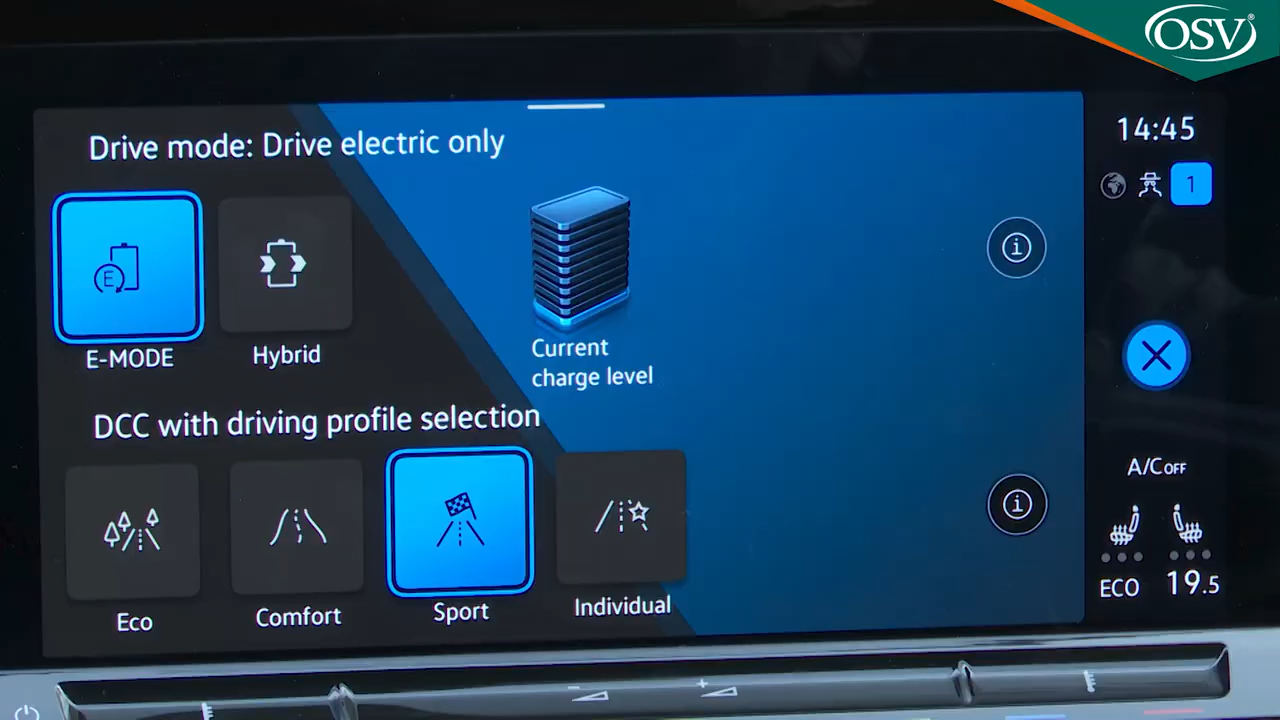 OSV®
14:45
Drive mode: Drive electric only
1
E
E-MODE
Hybrid
Current
charge level
i
DCC with driving profile selection
Eco
Comfort
Sport
Individual
i
A/C OFF
ECO
19.5